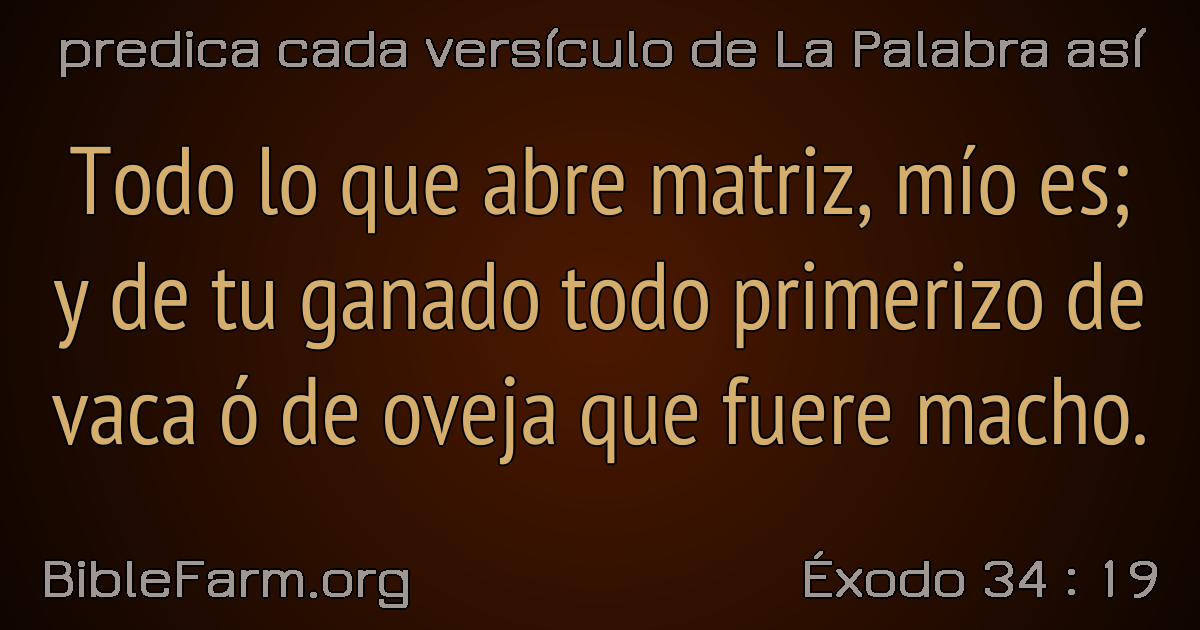 predica cada versículo de La Palabra así
Todo lo que abre matriz, mío es;
y de tu ganado todo primerizo de
vaca ó de oveja que fuere macho.
BibleFarm.org
Éxodo 34 : 19